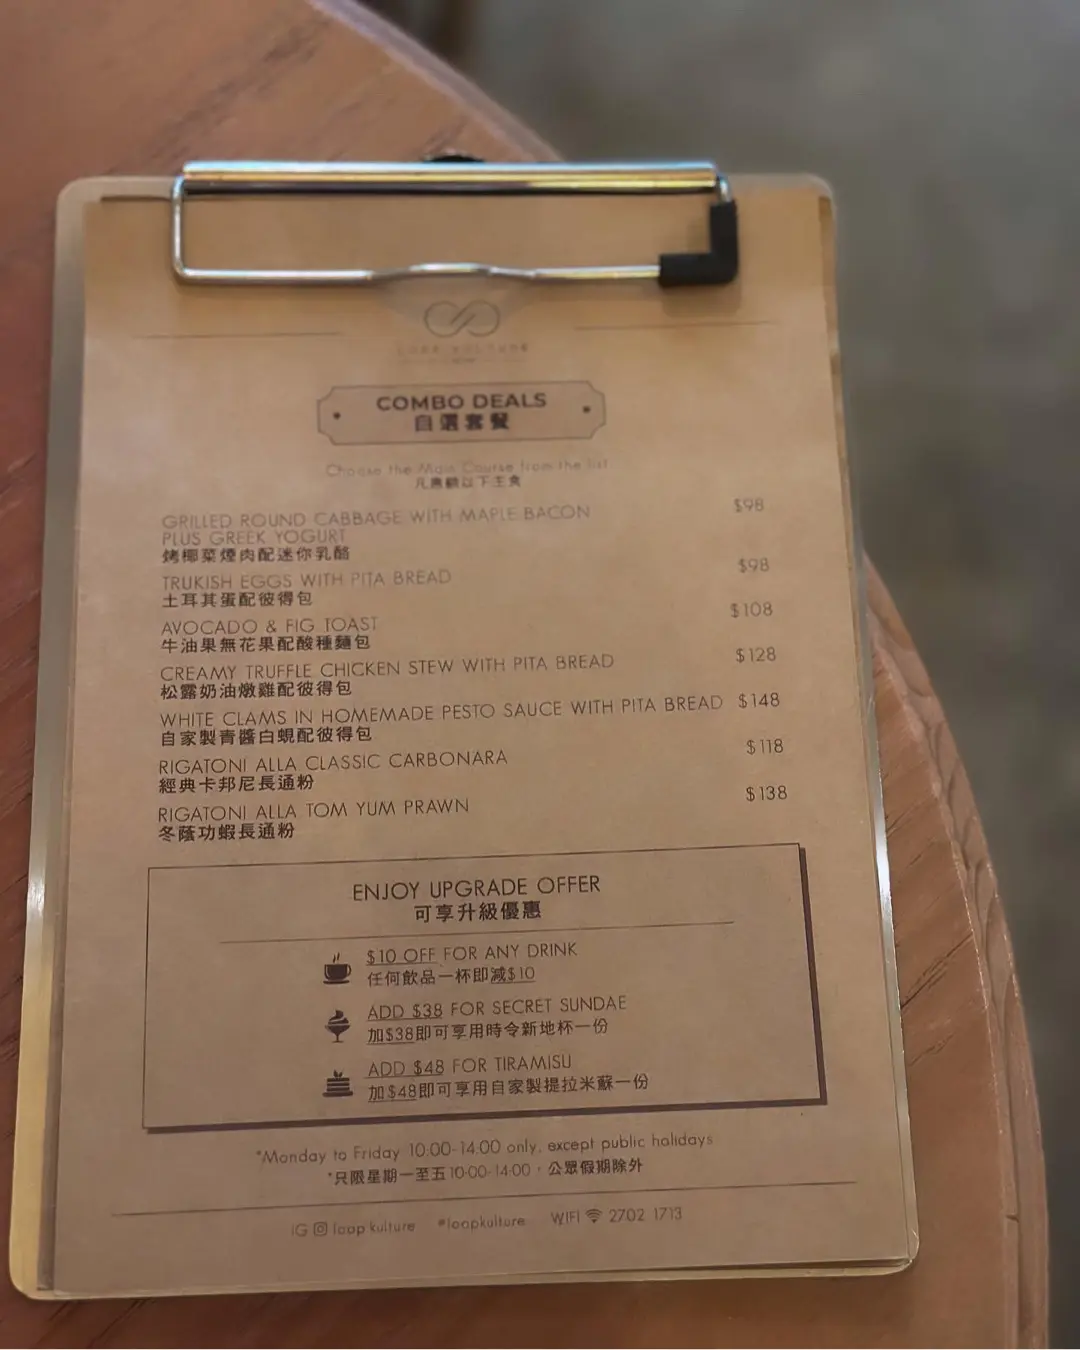 LOOP KULTURE
COMBO DEALS
自選套餐
Choose the Main Course from the list
凡惠顧以下主食
GRILLED ROUND CABBAGE WITH MAPLE BACON $98
PLUS GREEK YOGURT
烤椰菜煙肉配迷你乳酪
TRUKISH EGGS WITH PITA BREAD $98
土耳其蛋配彼得包
AVOCADO & FIG TOAST $108
牛油果無花果配酸種麵包
CREAMY TRUFFLE CHICKEN STEW WITH PITA BREAD $128
松露奶油燉雞配彼得包
WHITE CLAMS IN HOMEMADE PESTO SAUCE WITH PITA BREAD $148
自家製青醬白蜆配彼得包
RIGATONI ALLA CLASSIC CARBONARA $118
經典卡邦尼長通粉
RIGATONI ALLA TOM YUM PRAWN $138
冬蔭功蝦長通粉
ENJOY UPGRADE OFFER
可享升級優惠
$10 OFF FOR ANY DRINK
任何飲品一杯即減$10
ADD $38 FOR SECRET SUNDAE
加$38即可享用時令新地杯一份
ADD $48 FOR TIRAMISU
加$48即可享用自家製提拉米蘇一份
*Monday to Friday 10:00-14:00 only, except public holidays
*只限星期一至五10:00-14:00，公眾假期除外
IG loop kulture #loopkulture WIFI 2702 1713